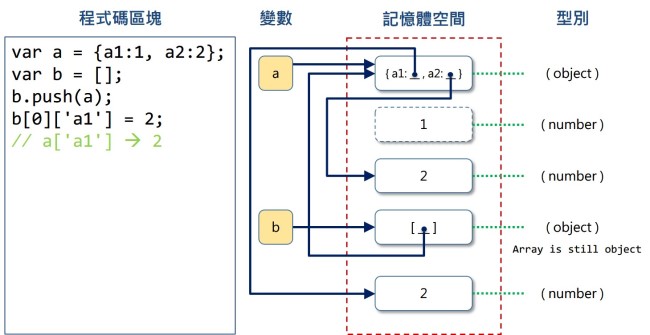 程式碼區塊
變數
記憶體空間
型別
var a = {a1:1, a2:2};
var b = [];
b.push(a);
b[0]['a1'] = 2;
// a['a1'] → 2
a
{ a1: _ , a2: _ }
( object )
1
( number )
2
( number )
b
[ _ ]
( object )
Array is still object
2
( number )